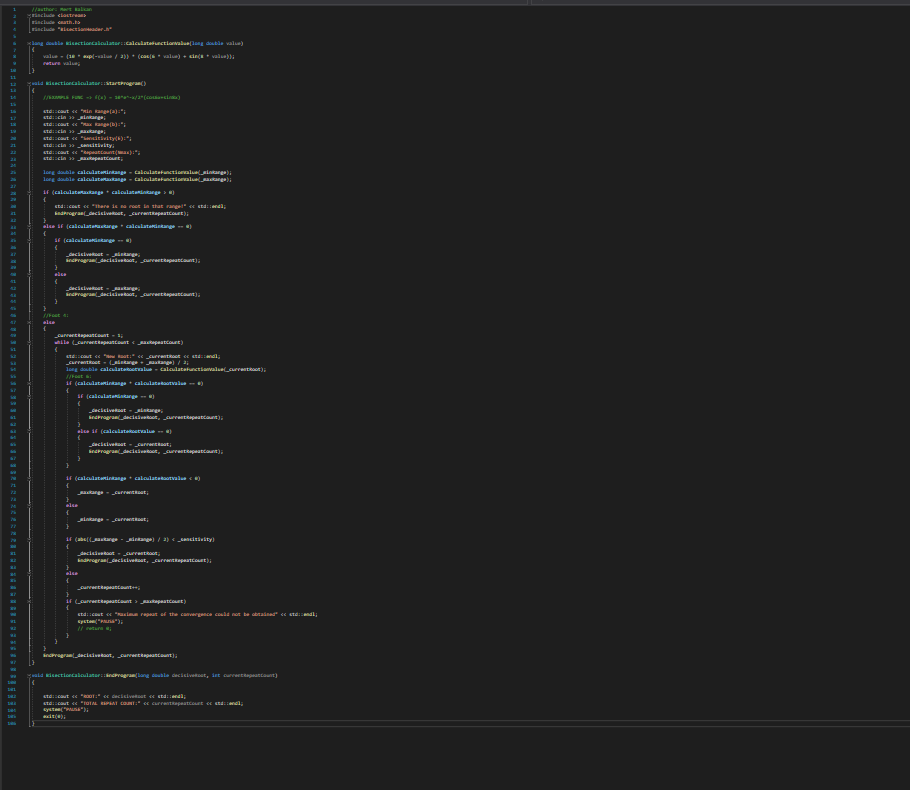 1 //author: Mert Balkan
2 #include <iostream>
3 #include <math.h>
4 #include "BisectionHeader.h"
5
6 long double BisectionCalculator::CalculateFunctionValue(long double value)
7 {
8 value = (10 * exp(-value / 2)) * (cos(6 * value) + sin(8 * value));
9 return value;
10 }
11
12 void BisectionCalculator::StartProgram()
13 {
14 //EXAMPLE FUNC
15
16 std::cout << "Min Range(a):";
17 std::cin >> _minRange;
18 std::cout << "Max Range(b):";
19 std::cin >> _maxRange;
20 std::cout << "Sensitivity(k):";
21 std::cin >> _sensitivity;
22 std::cout << "RepeatCount(Nmax):";
23 std::cin >> _maxRepeatCount;
24
25 long double calculateMinRange = CalculateFunctionValue(_minRange);
26 long double calculateMaxRange = CalculateFunctionValue(_maxRange);
27
28 if (calculateMaxRange * calculateMinRange > 0)
29 {
30 std::cout << "There is no root in that range!" << std::endl;
31 EndProgram(_decisiveRoot, _currentRepeatCount);
32 }
33 else if (calculateMaxRange * calculateMinRange == 0)
34 {
35 if (calculateMinRange == 0)
36 {
37 _decisiveRoot = _minRange;
38 EndProgram(_decisiveRoot, _currentRepeatCount);
39 }
40 else
41 {
42 _decisiveRoot = _maxRange;
43 EndProgram(_decisiveRoot, _currentRepeatCount);
44 }
45 }
46 //Foot 4:
47 else
48 {
49 _currentRepeatCount = 1;
50 while (_currentRepeatCount < _maxRepeatCount)
51 {
52 std::cout << "New Root:" << _currentRoot << std::endl;
53 _currentRoot = (_minRange + _maxRange) / 2;
54 long double calculateRootValue = CalculateFunctionValue(_currentRoot);
55 //Foot 6:
56 if (calculateMinRange * calculateRootValue == 0)
57 {
58 if (calculateMinRange == 0)
59 {
60 _decisiveRoot = _minRange;
61 EndProgram(_decisiveRoot, _currentRepeatCount);
62 }
63 else if (calculateRootValue == 0)
64 {
65 _decisiveRoot = _currentRoot;
66 EndProgram(_decisiveRoot, _currentRepeatCount);
67 }
68 }
69
70 if (calculateMinRange * calculateRootValue < 0)
71 {
72 _maxRange = _currentRoot;
73 }
74 else
75 {
76 _minRange = _currentRoot;
77 }
78
79 if (abs((_maxRange - _minRange) / 2) < _sensitivity)
80 {
81 _decisiveRoot = _currentRoot;
82 EndProgram(_decisiveRoot, _currentRepeatCount);
83 }
84 else
85 {
86 _currentRepeatCount++;
87 }
88 if (_currentRepeatCount > _maxRepeatCount)
89 {
90 std::cout << "Maximum repeat of the convergence could not be obtained" << std::endl;
91 system("PAUSE");
92 // return 0;
93 }
94 }
95 }
96 EndProgram(_decisiveRoot, _currentRepeatCount);
97 }
98
99 void BisectionCalculator::EndProgram(long double decisiveRoot, int currentRepeatCount)
100 {
101
102 std::cout << "ROOT:" << decisiveRoot << std::endl;
103 std::cout << "TOTAL REPEAT COUNT:" << currentRepeatCount << std::endl;
104 system("PAUSE");
105 exit(0);
106 }